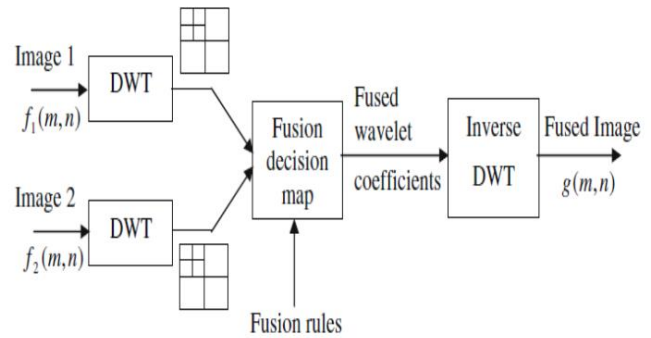 Image 1
f₁(m,n)
DWT
Image 2
f₂(m,n)
DWT
Fusion
decision
map
Fusion rules
Fused
wavelet
coefficients
Inverse
DWT
Fused Image
g(m,n)